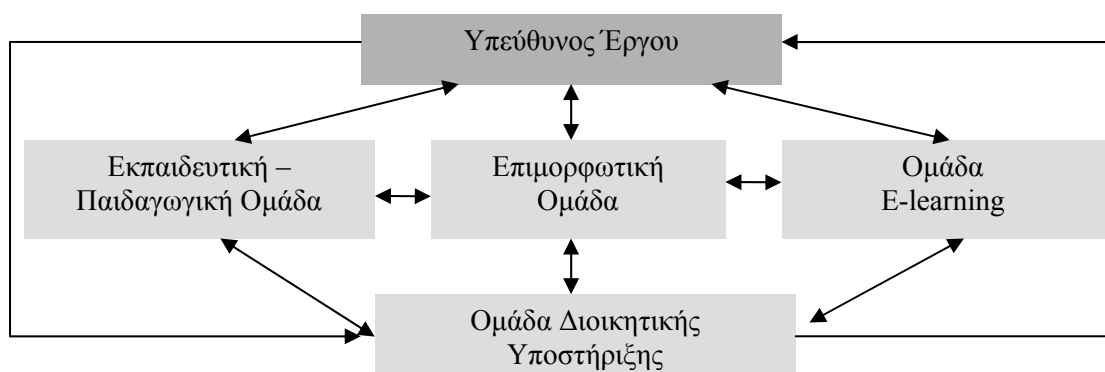 Υπεύθυνος Έργου
Εκπαιδευτική –
Παιδαγωγική Ομάδα
Επιμορφωτική
Ομάδα
Ομάδα
E-learning
Ομάδα Διοικητικής
Υποστήριξης